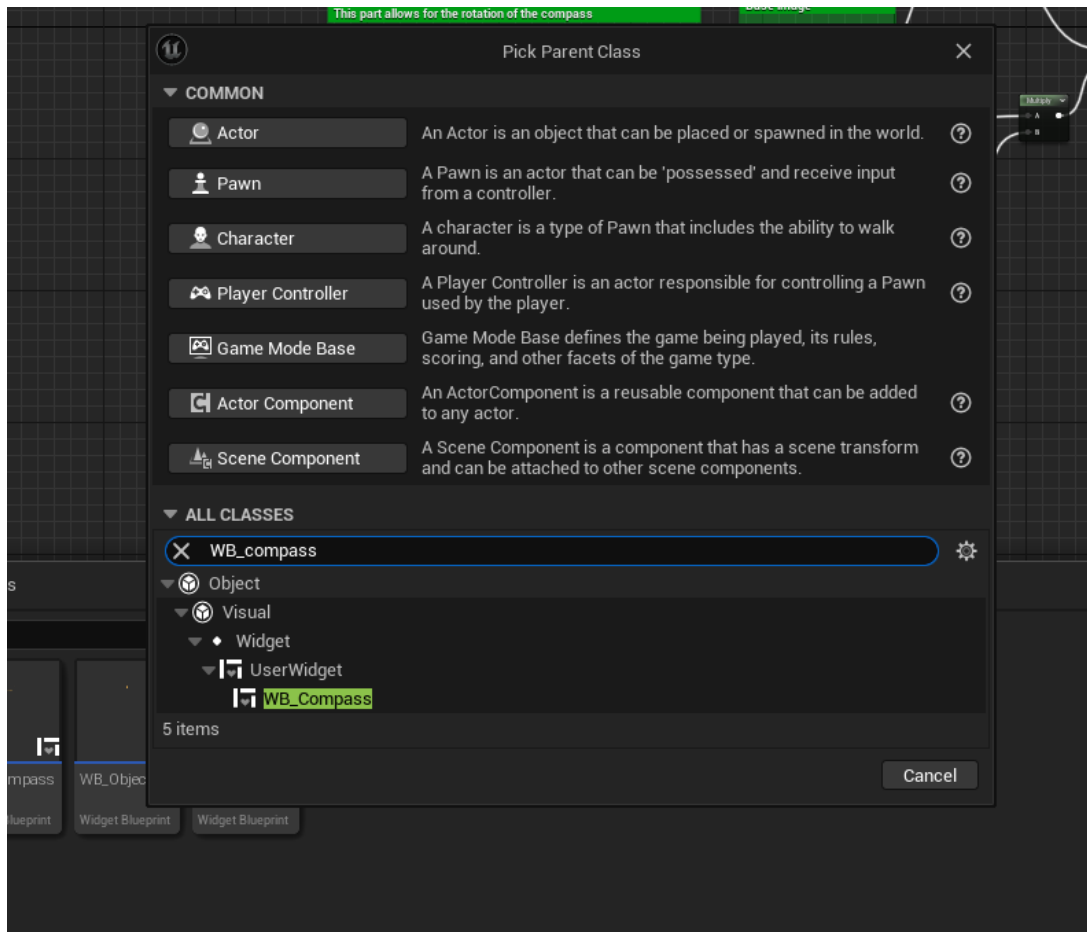 This part allows for the rotation of the compass
Base Image
Pick Parent Class
COMMON
Actor
An Actor is an object that can be placed or spawned in the world.
Pawn
A Pawn is an actor that can be 'possessed' and receive input
from a controller.
Character
A character is a type of Pawn that includes the ability to walk
around.
Player Controller
A Player Controller is an actor responsible for controlling a Pawn
used by the player.
Game Mode Base
Game Mode Base defines the game being played, its rules,
scoring, and other facets of the game type.
Actor Component
An ActorComponent is a reusable component that can be added
to any actor.
Scene Component
A Scene Component is a component that has a scene transform
and can be attached to other scene components.
Multiply
A
B
ALL CLASSES
WB_compass
Object
Visual
Widget
UserWidget
WB_Compass
5 items
Cancel
s
mpass
WB_Objec
lueprint
Widget Blueprint
Widget Blueprint